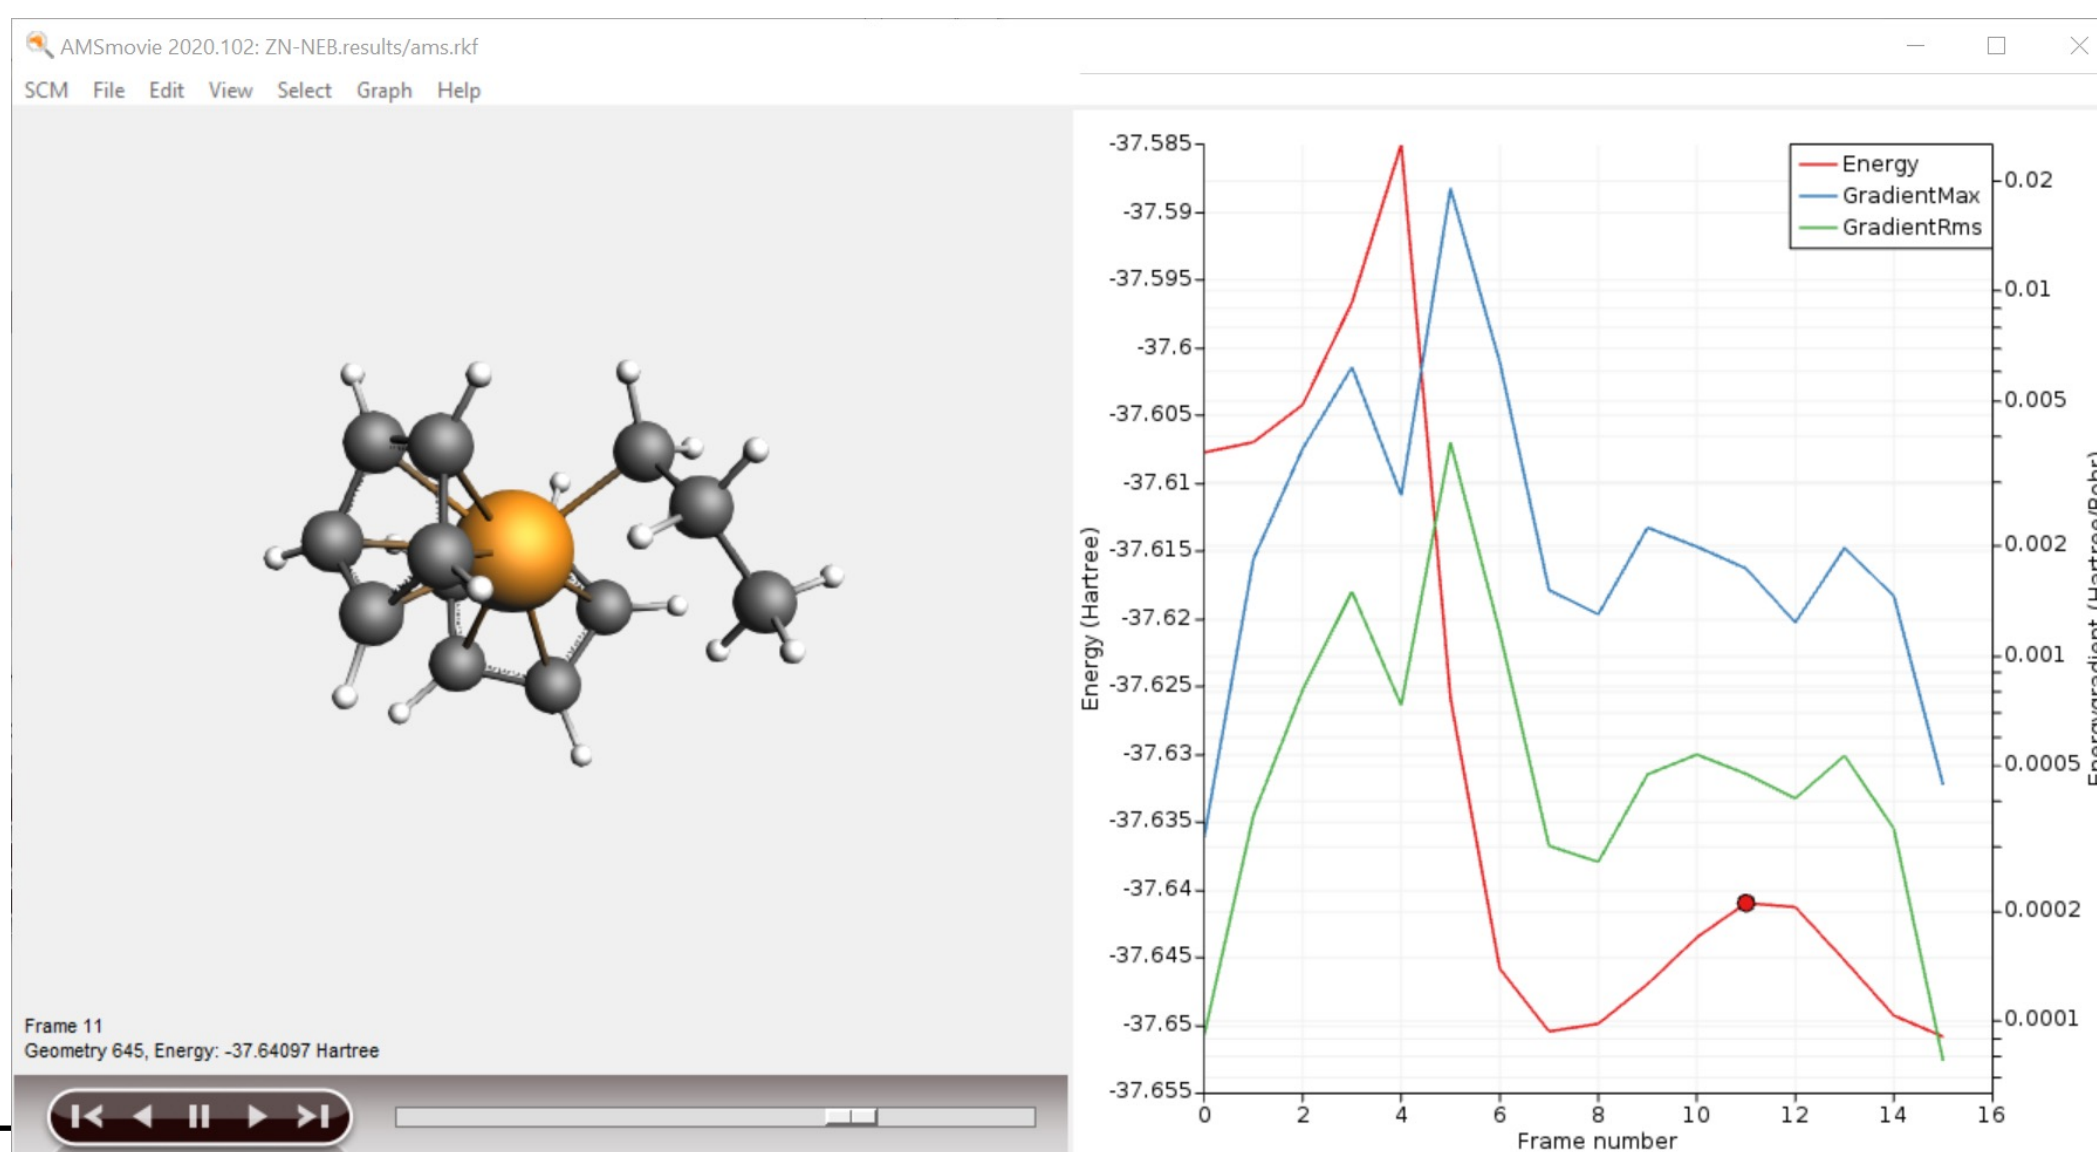 AMSmovie 2020.102: ZN-NEB.results/ams.rkf
SCM File Edit View Select Graph Help
Frame 11
Geometry 645, Energy: -37.64097 Hartree
Energy (Hartree)
-37.585
-37.59
-37.595
-37.6
-37.605
-37.61
-37.615
-37.62
-37.625
-37.63
-37.635
-37.64
-37.645
-37.65
-37.655
Energy
GradientMax
GradientRms
0 2 4 6 8 10 12 14 16
Frame number
0.02
0.01
0.005
0.002
0.001
0.0005
0.0002
0.0001
Energygradient (Hartree/Bohr)